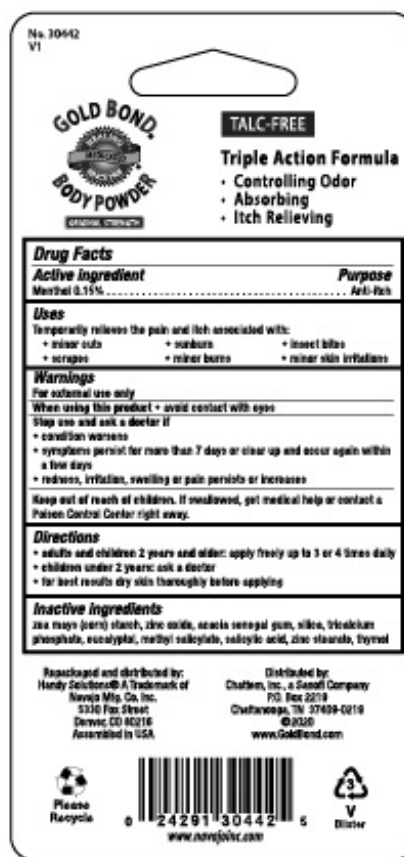 No. 30442
V1
GOLD BOND®
MEDICATED
BODY POWDER
ORIGINAL STRENGTH
TALC-FREE
Triple Action Formula
• Controlling Odor
• Absorbing
• Itch Relieving
Drug Facts
Active ingredient Purpose
Menthol 0.15% Anti-itch
Uses
Temporarily relieves the pain and itch associated with:
• minor cuts • sunburn • insect bites
• scrapes • minor burns • minor skin irritations
Warnings
For external use only
When using this product • avoid contact with eyes
Stop use and ask a doctor if
• condition worsens
• symptoms persist for more than 7 days or clear up and occur again within
a few days
• redness, irritation, swelling or pain persists or increases
Keep out of reach of children. If swallowed, get medical help or contact a
Poison Control Center right away.
Directions
• adults and children 2 years and older: apply freely up to 3 or 4 times daily
• children under 2 years: ask a doctor
• for best results dry skin thoroughly before applying
Inactive ingredients
zea mays (corn) starch, zinc oxide, acacia senegal gum, silica, tricalcium
phosphate, eucalyptol, methyl salicylate, salicylic acid, zinc stearate, thymol
Repackaged and distributed by:
Handy Solutions® A Trademark of
Navajo Mfg. Co. Inc.
5330 Fox Street
Denver, CO 80216
Assembled in USA
Distributed by:
Chattem, Inc., a Sanofi Company
P.O. Box 2219
Chattanooga, TN 37409-0219
©2020
www.GoldBond.com
Please
Recycle
0 24291 30442 5
www.navajoinc.com
3
V
Blister